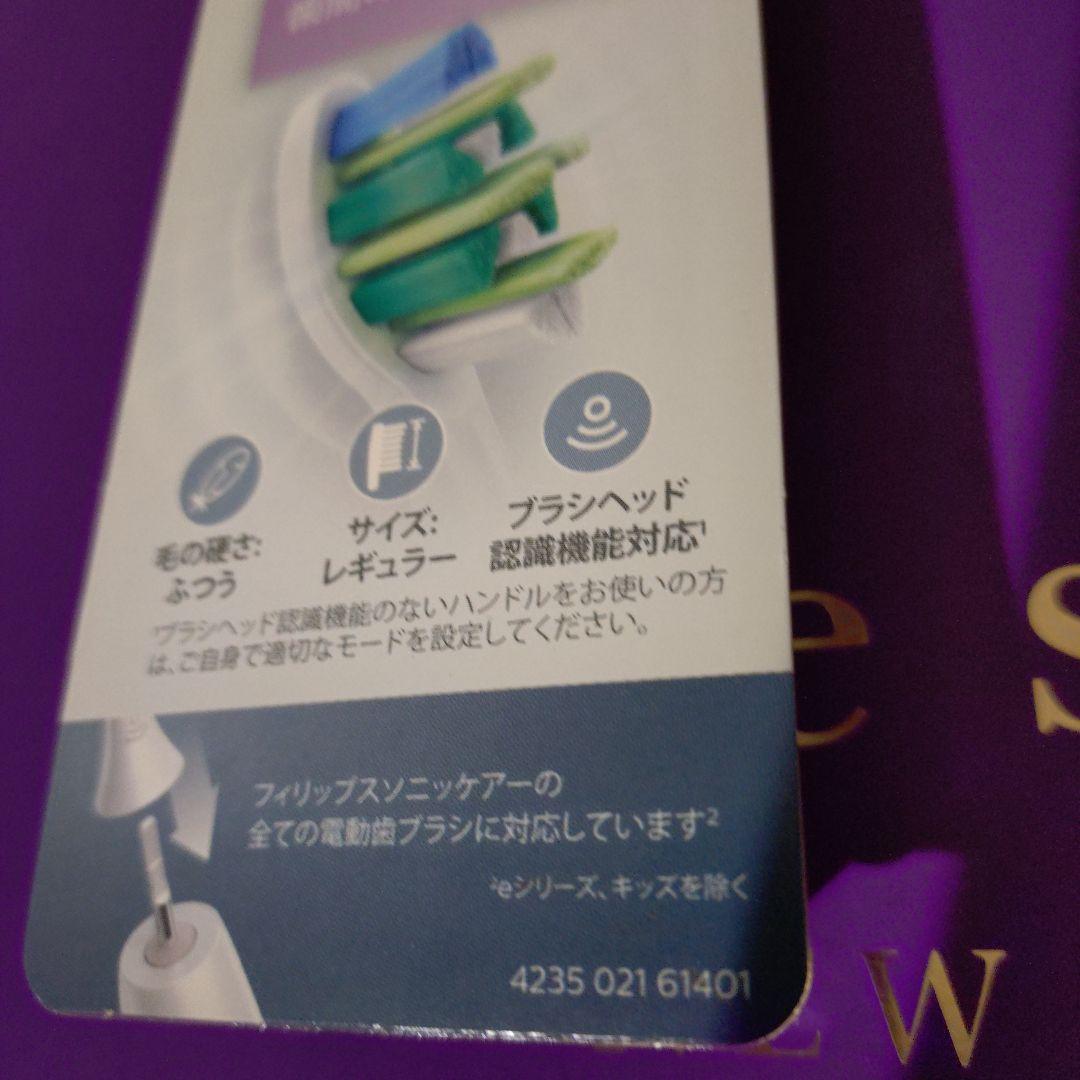 毛の硬さ:
ふつう
サイズ:
レギュラー
ブラシヘッド
認識機能対応¹
¹ブラシヘッド認識機能のないハンドルをお使いの方
は、ご自身で適切なモードを設定してください。
フィリップスソニッケアーの
全ての電動歯ブラシに対応しています²
²eシリーズ、キッズを除く
4235 021 61401
e s
W